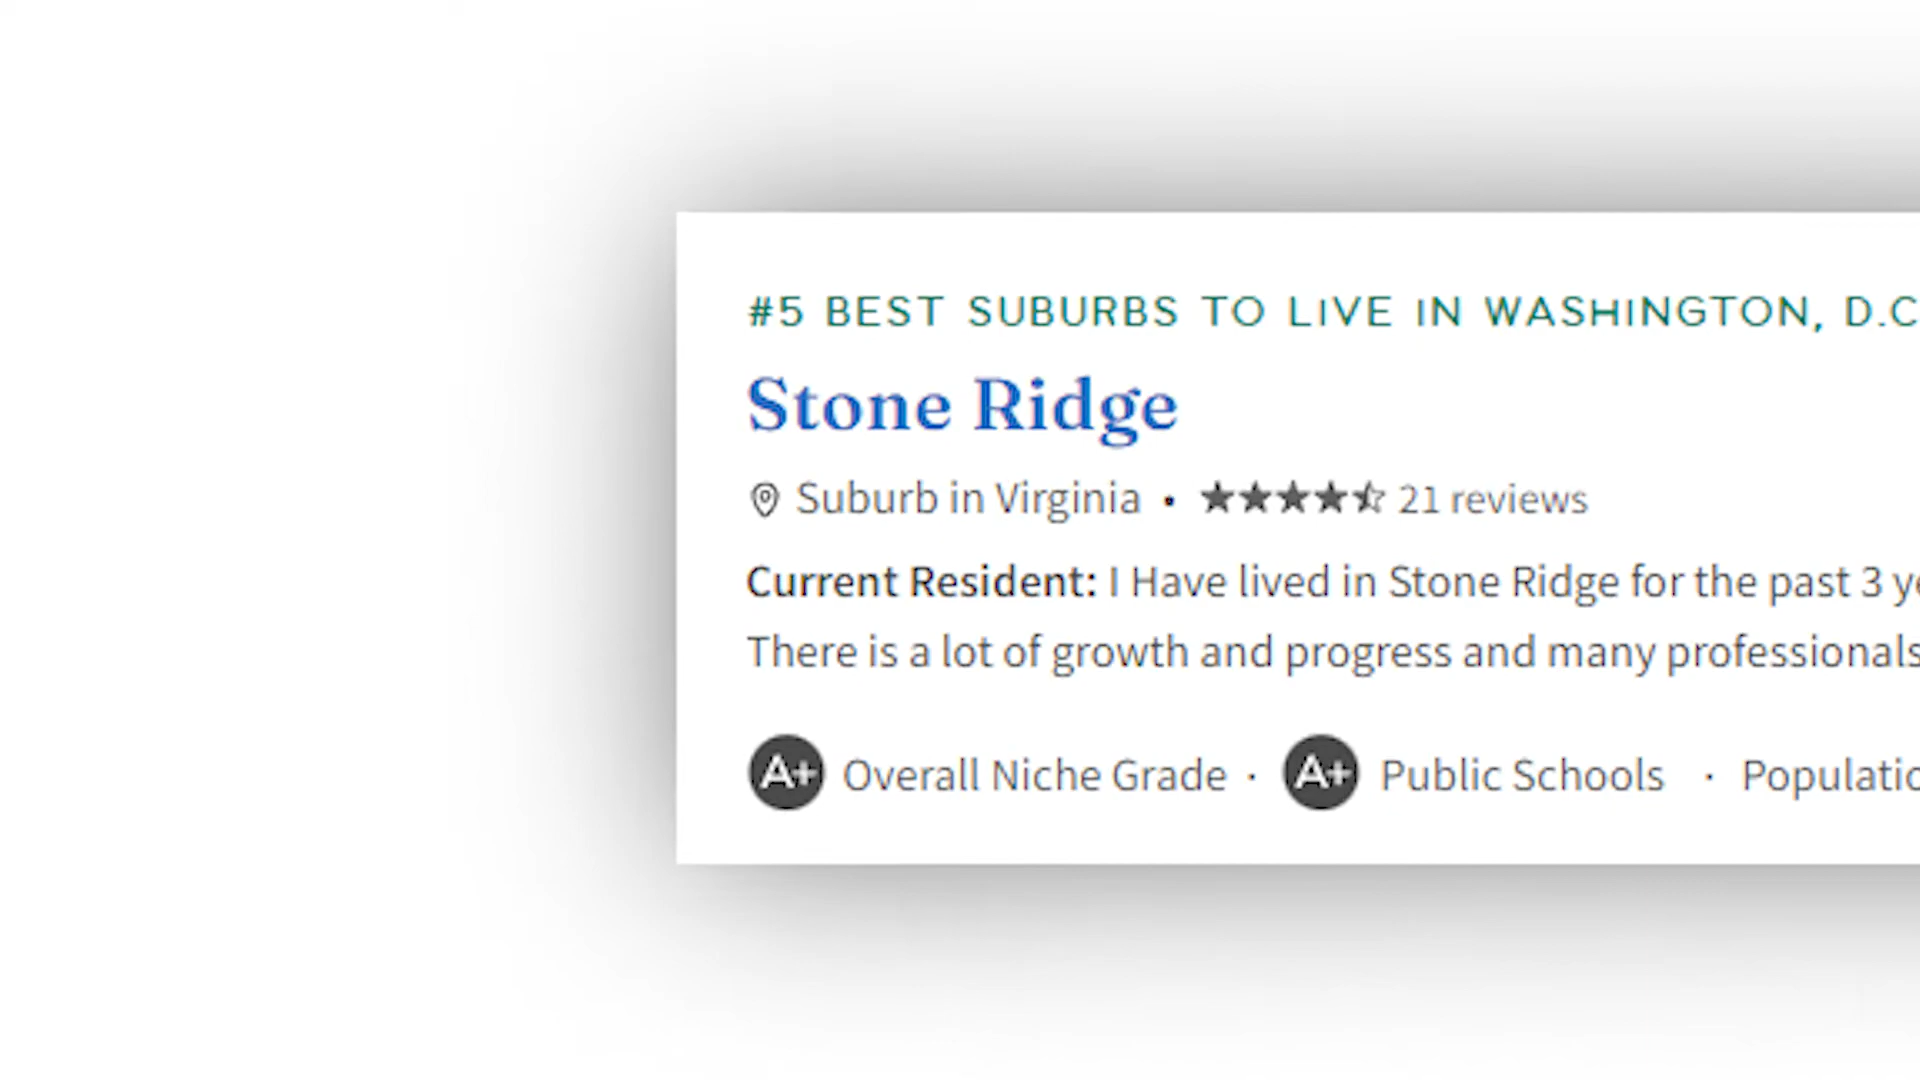 #5 BEST SUBURBS TO LIVE IN WASHINGTON, D.C
Stone Ridge
Suburb in Virginia • ★★★★⯪ 21 reviews
Current Resident: I Have lived in Stone Ridge for the past 3
There is a lot of growth and progress and many professionals
A+ Overall Niche Grade · A+ Public Schools ·